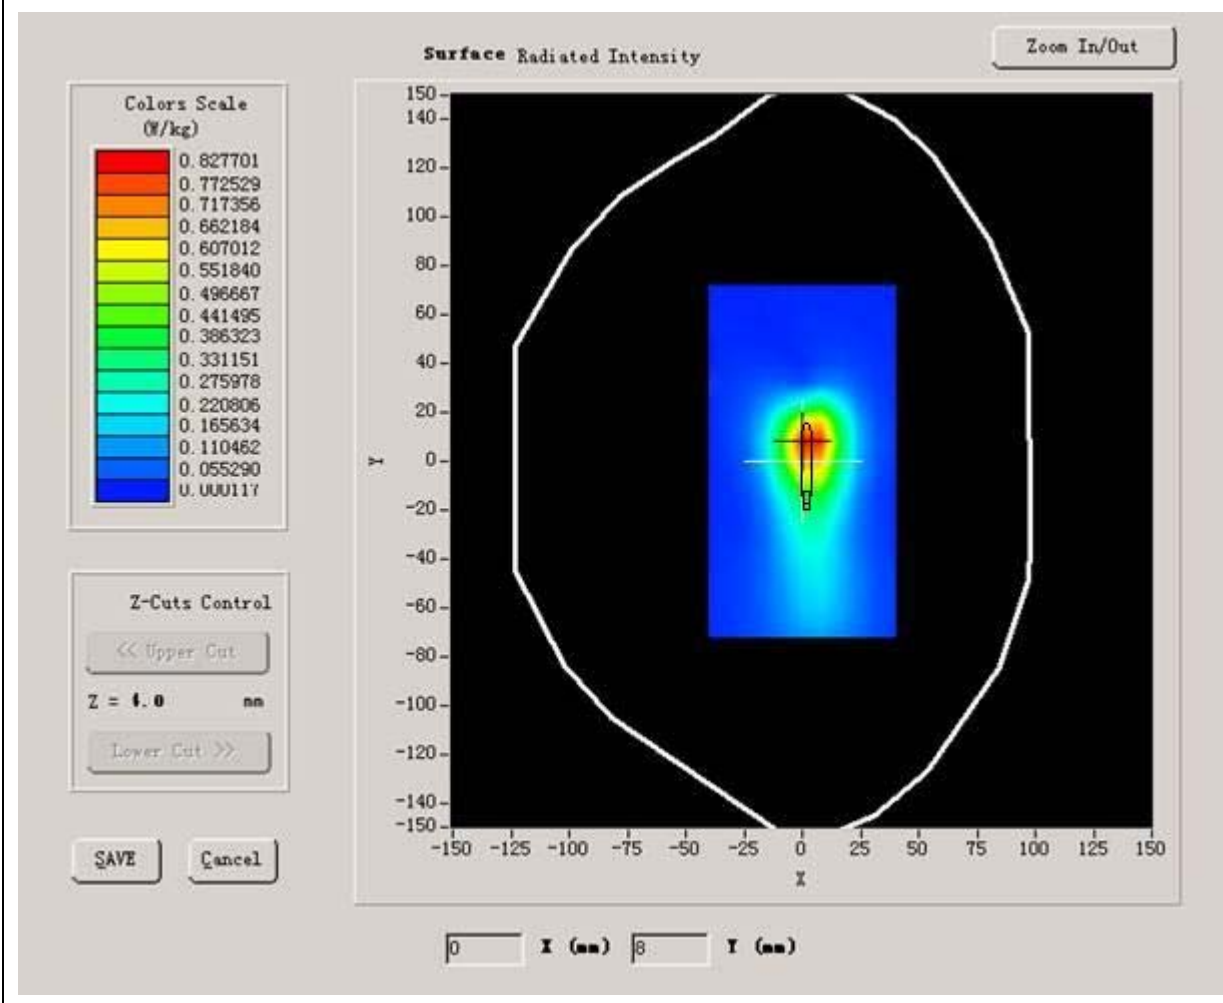 Surface Radiated Intensity
Zoom In/Out
Colors Scale
(W/kg)
0.827701
0.772529
0.717356
0.662184
0.607012
0.551840
0.496667
0.441495
0.386323
0.331151
0.275978
0.220806
0.165634
0.110462
0.055290
0.000117
Z-Cuts Control
<< Upper Cut
Z = 4.0 mm
Lower Cut >>
SAVE
Cancel
150
140
120
100
80
60
40
20
0
-20
-40
-60
-80
-100
-120
-140
-150
Y
-150 -125 -100 -75 -50 -25 0 25 50 75 100 125 150
X
0 X (mm) 8 Y (mm)